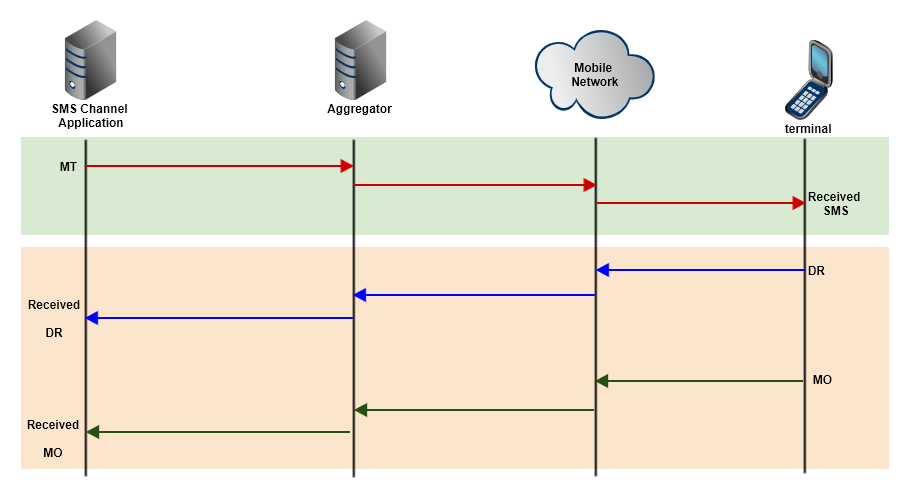 SMS Channel
Application
Aggregator
Mobile
Network
terminal
MT
Received
SMS
DR
Received
DR
MO
Received
MO